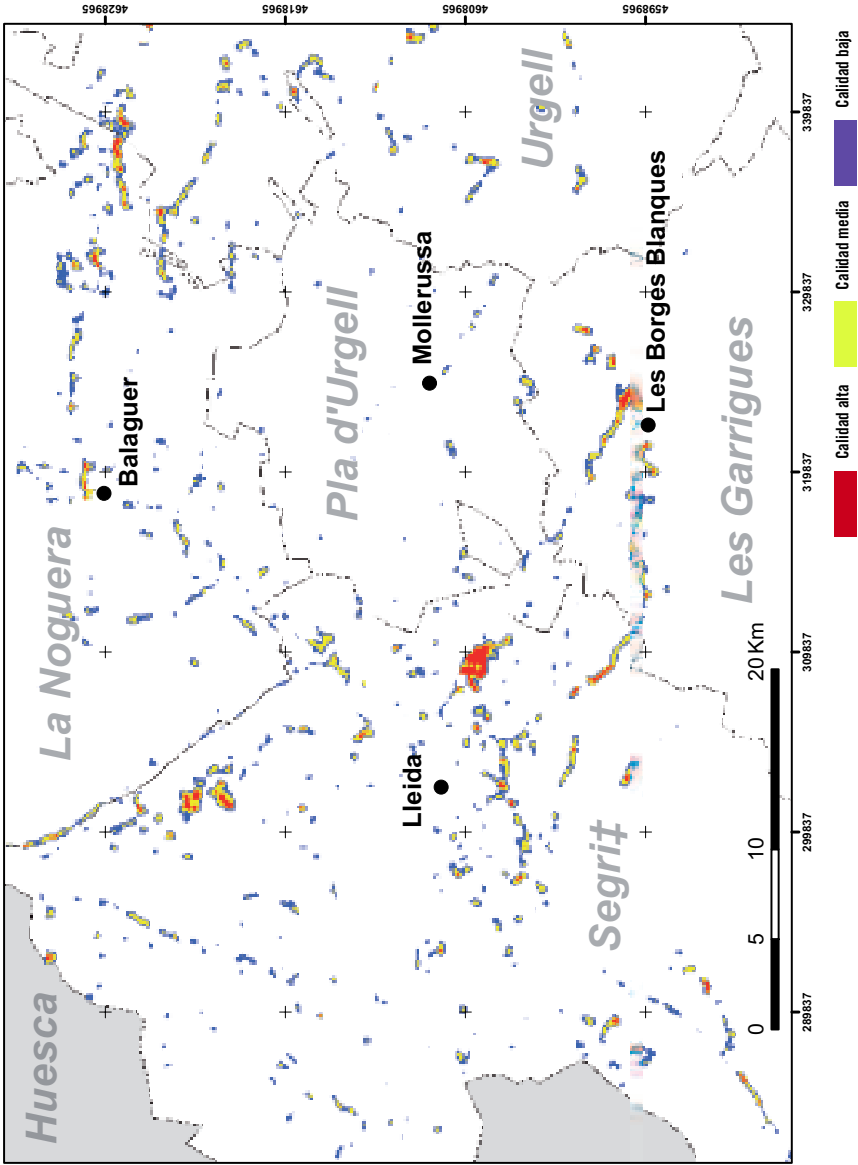 4628965
4618965
4608965
4598965
Huesca
La Noguera
Balaguer
Pla d'Urgell
Mollerussa
Urgell
Lleida
Segri‡
Les Borges Blanques
Les Garrigues
0 5 10 20 Km
289837
299837
309837
319837
329837
339837
Calidad alta
Calidad media
Calidad baja